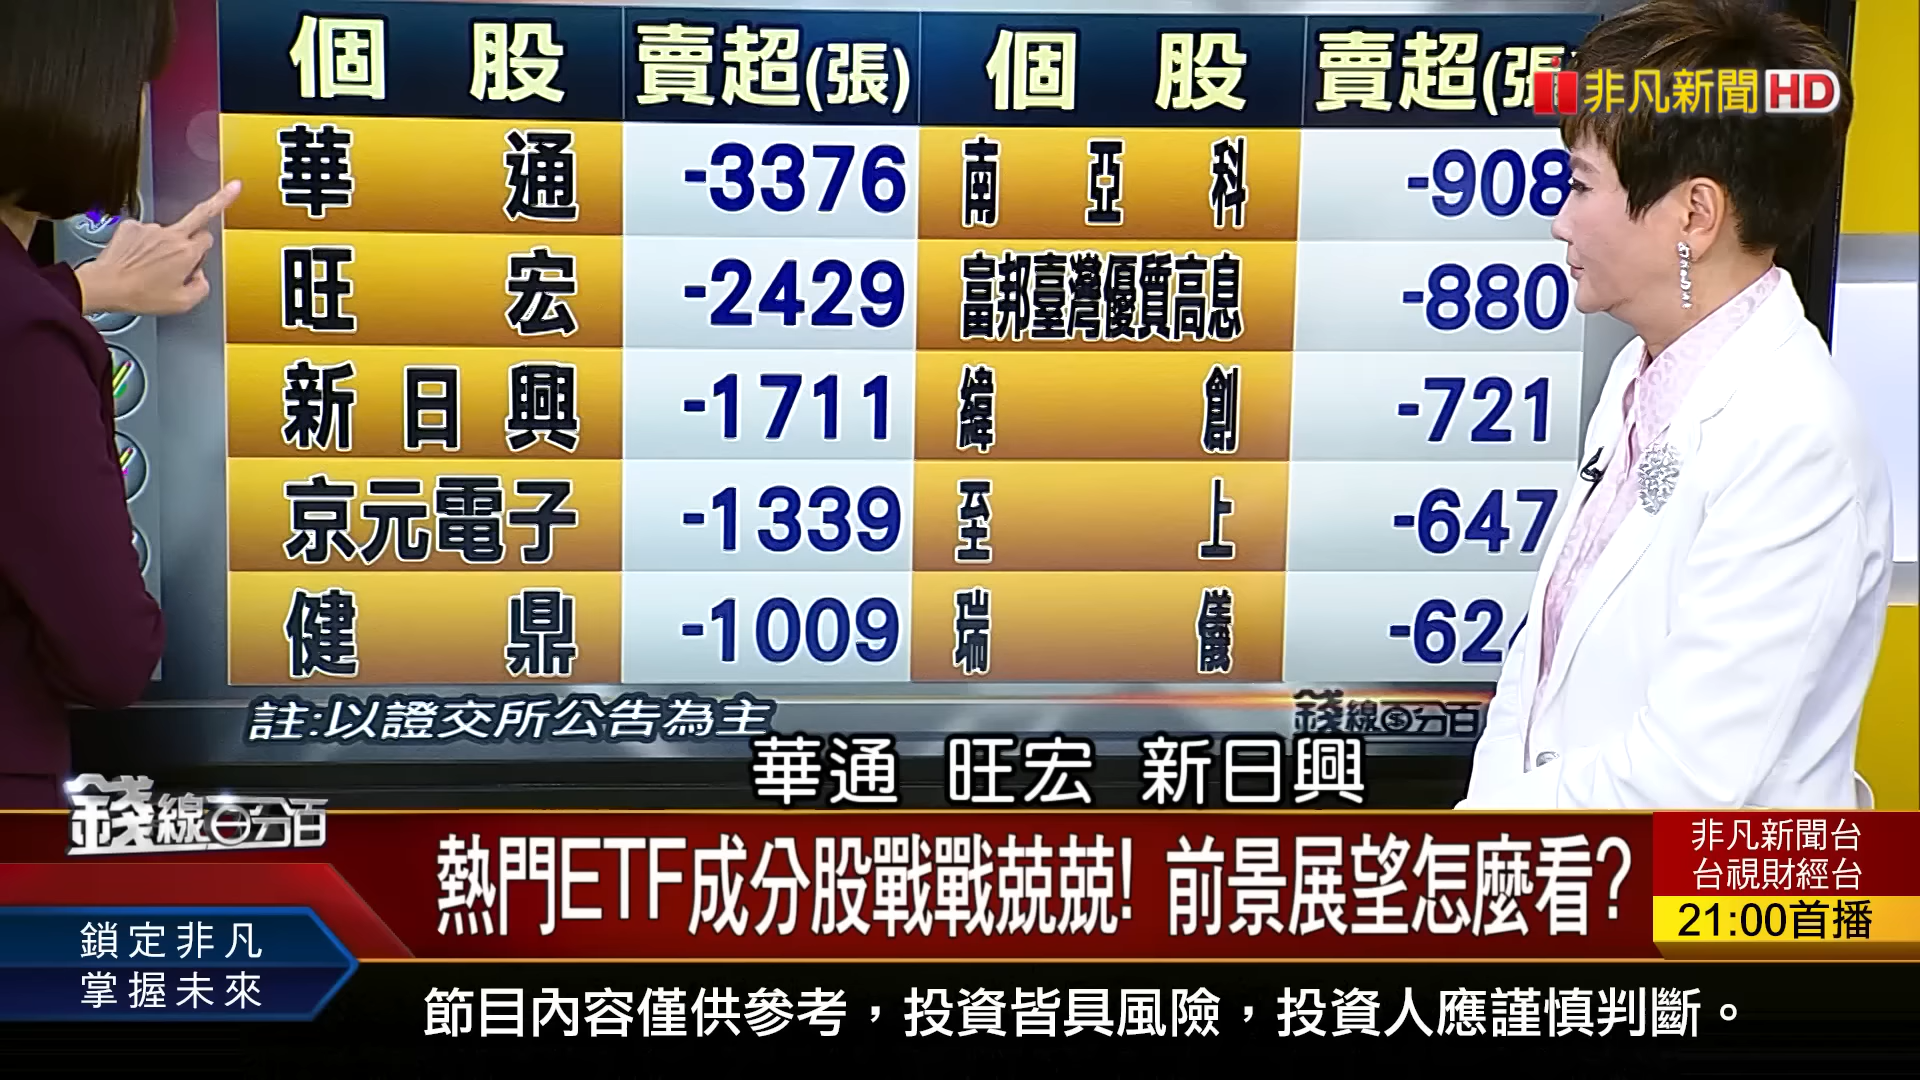 個股 賣超(張) 個股 賣超(張
非凡新聞HD
華通 -3376 南亞科 -908
旺宏 -2429 富邦臺灣優質高息 -880
新日興 -1711 緯創 -721
京元電子 -1339 至上 -647
健鼎 -1009 瑞儀 -62
註:以證交所公告為主
錢線百分百
華通 旺宏 新日興
錢線百分百
熱門ETF成分股戰戰兢兢! 前景展望怎麼看?
非凡新聞台
台視財經台
21:00首播
鎖定非凡
掌握未來
節目內容僅供參考，投資皆具風險，投資人應謹慎判斷。